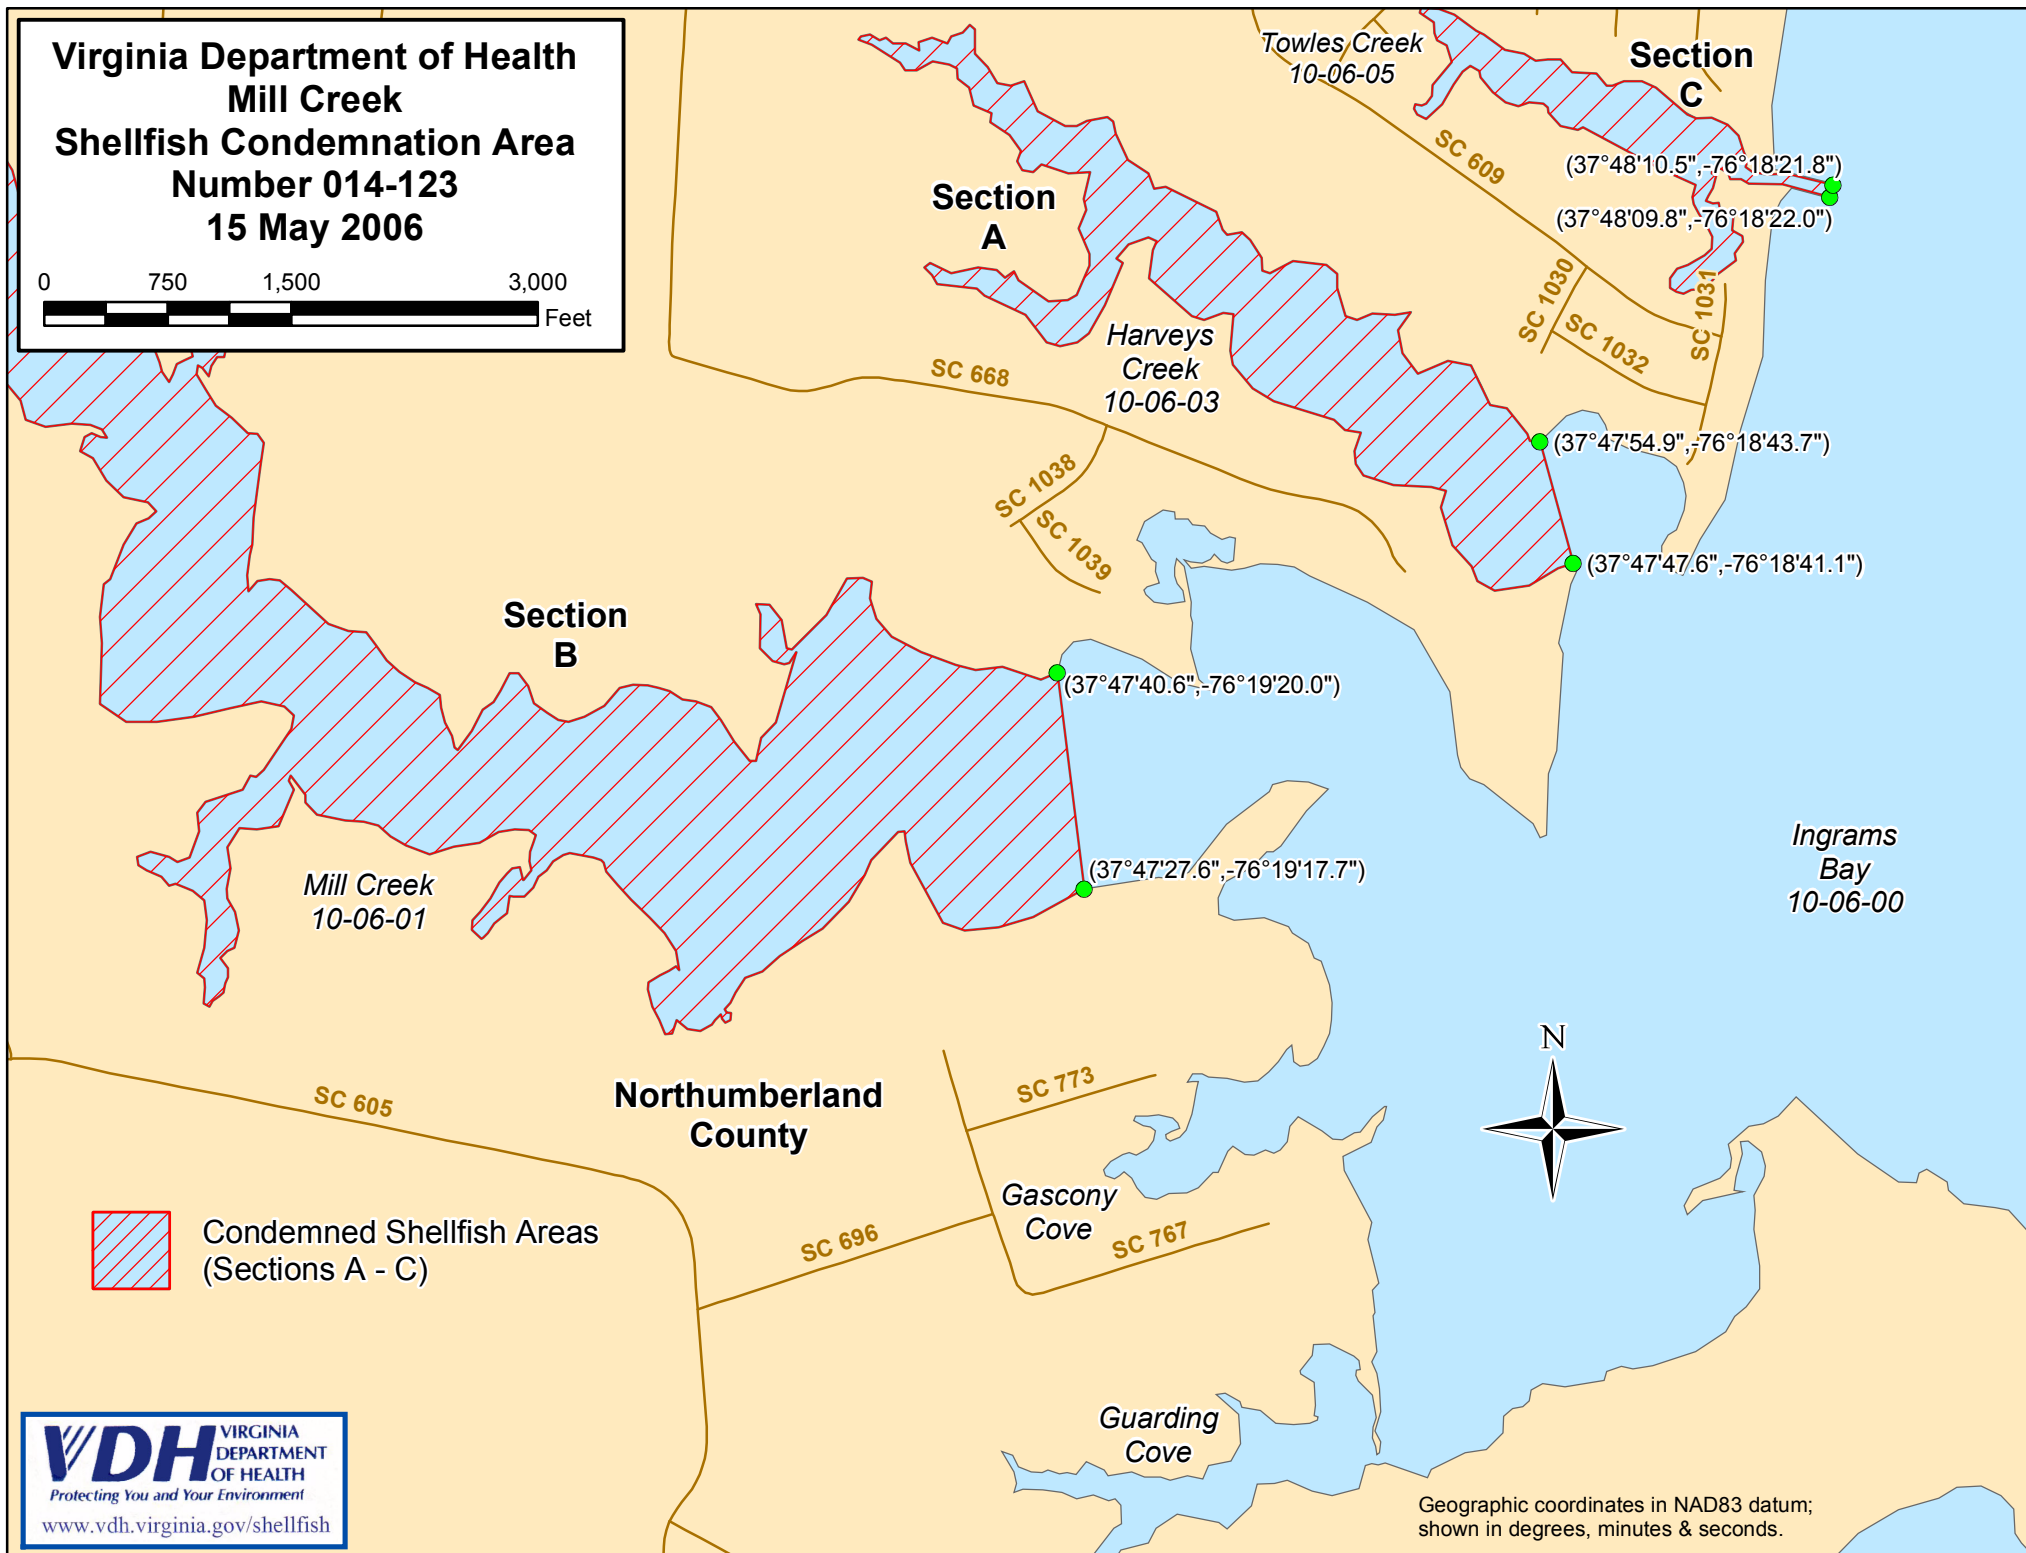 Virginia Department of Health
Mill Creek
Shellfish Condemnation Area
Number 014-123
15 May 2006
0 750 1,500 3,000
Feet
Towles Creek
10-06-05
Section
C
SC 609
(37°48'10.5",-76°18'21.8")
(37°48'09.8",-76°18'22.0")
Section
A
SC 1030
SC 1031
SC 1032
Harveys
Creek
10-06-03
SC 668
(37°47'54.9",-76°18'43.7")
SC 1038
SC 1039
(37°47'47.6",-76°18'41.1")
Section
B
(37°47'40.6",-76°19'20.0")
(37°47'27.6",-76°19'17.7")
Mill Creek
10-06-01
Ingrams
Bay
10-06-00
N
SC 605
Northumberland
County
SC 773
Gascony
Cove
SC 696
SC 767
Condemned Shellfish Areas
(Sections A - C)
Guarding
Cove
VDH
VIRGINIA
DEPARTMENT
OF HEALTH
Protecting You and Your Environment
www.vdh.virginia.gov/shellfish
Geographic coordinates in NAD83 datum;
shown in degrees, minutes & seconds.